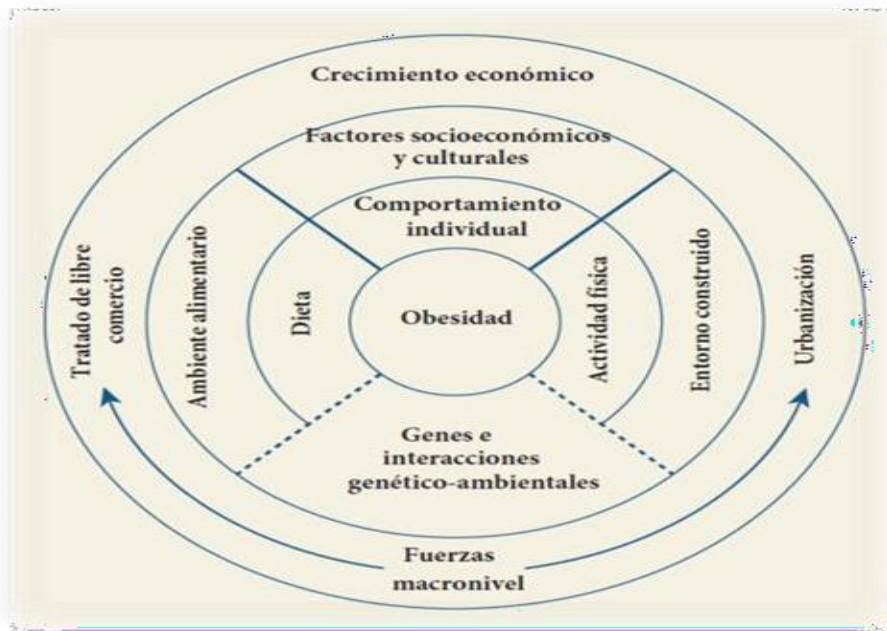 Crecimiento económico
Factores socioeconómicos
y culturales
Comportamiento
individual
Tratado de libre
comercio
Ambiente alimentario
Dieta
Obesidad
Actividad física
Entorno construido
Urbanización
Genes e
interacciones
genético-ambientales
Fuerzas
macronivel